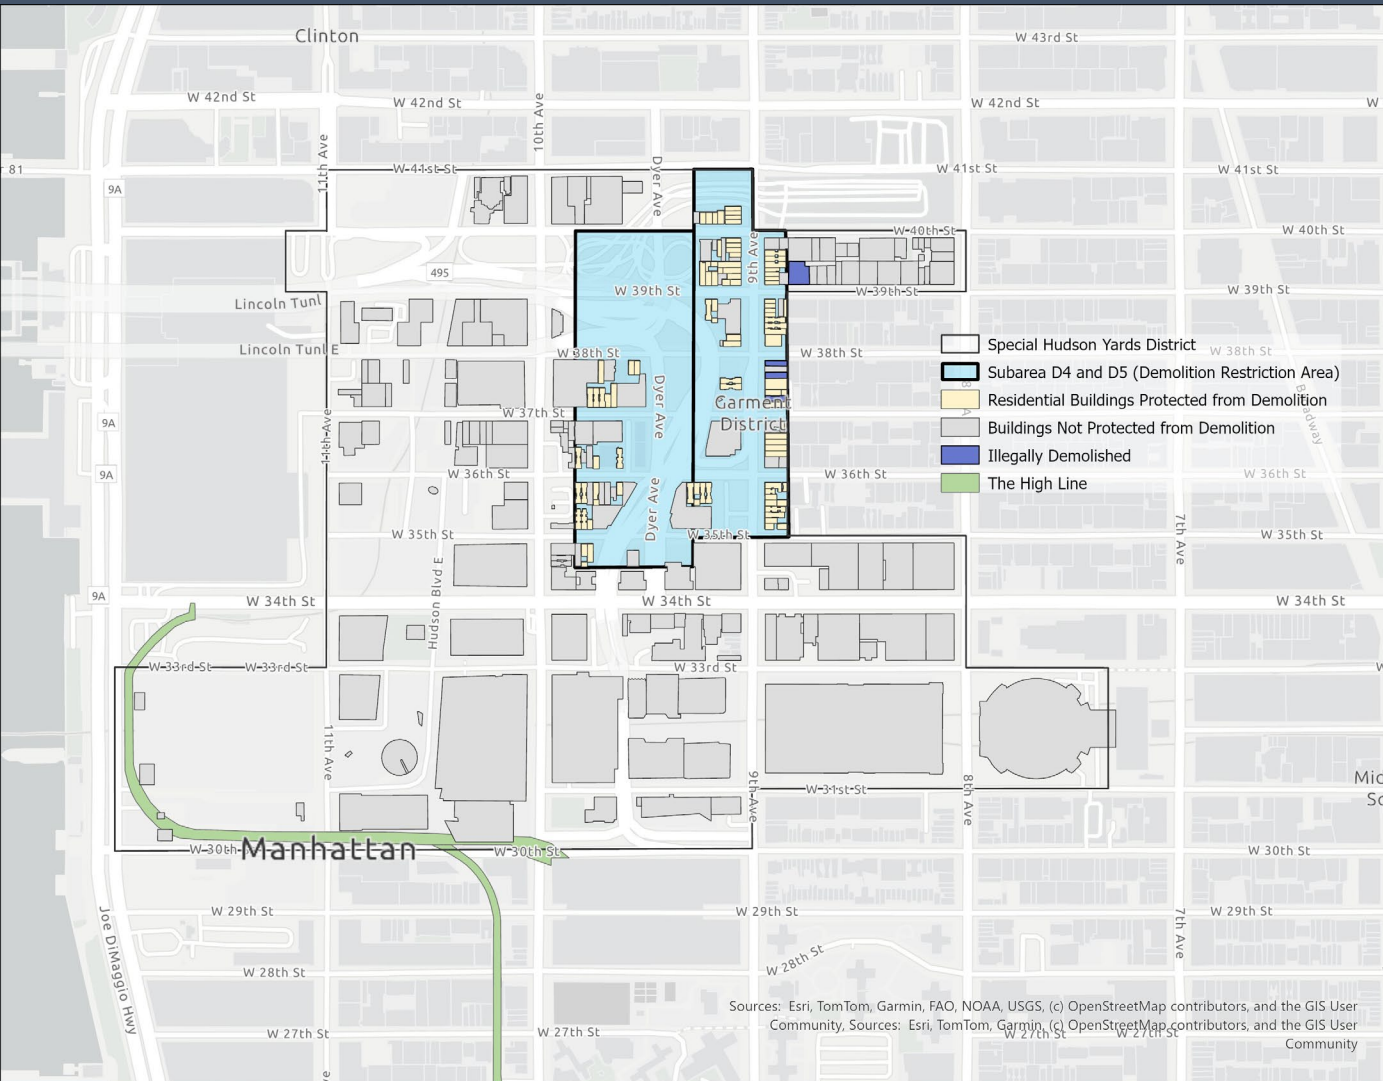 Clinton
W 43rd St
W 42nd St
W 42nd St
W 42nd St
W
10th Ave
11th Ave
81
W 41st St
Dyer Ave
W 41st St
W 41st St
9A
W 40th St
W 40th St
9th Ave
495
W 39th St
W 39th St
W 39th St
Lincoln Tunl
Lincoln Tunl E
W 38th St
W 38th St
W 38th St
Special Hudson Yards District
Subarea D4 and D5 (Demolition Restriction Area)
Residential Buildings Protected from Demolition
Buildings Not Protected from Demolition
Illegally Demolished
The High Line
Broadway
Dyer Ave
Garment
District
W 37th St
11th Ave
9A
9A
W 36th St
W 36th St
W 36th St
Dyer Ave
W 35th St
W 35th St
W 35th St
7th Ave
Hudson Blvd E
9A
W 34th St
W 34th St
W 34th St
W 33rd St
W 33rd St
W 33rd St
11th Ave
9th Ave
W 31st St
8th Ave
Mic
Sc
W 30th
Manhattan
W 30th St
W 30th St
Joe DiMaggio Hwy
W 29th St
W 29th St
W 29th St
7th Ave
W 28th St
W 28th St
W 27th St
W 27th St
W 27th St
W 27th St
Sources: Esri, TomTom, Garmin, FAO, NOAA, USGS, (c) OpenStreetMap contributors, and the GIS User
Community, Sources: Esri, TomTom, Garmin, (c) OpenStreetMap contributors, and the GIS User
Community